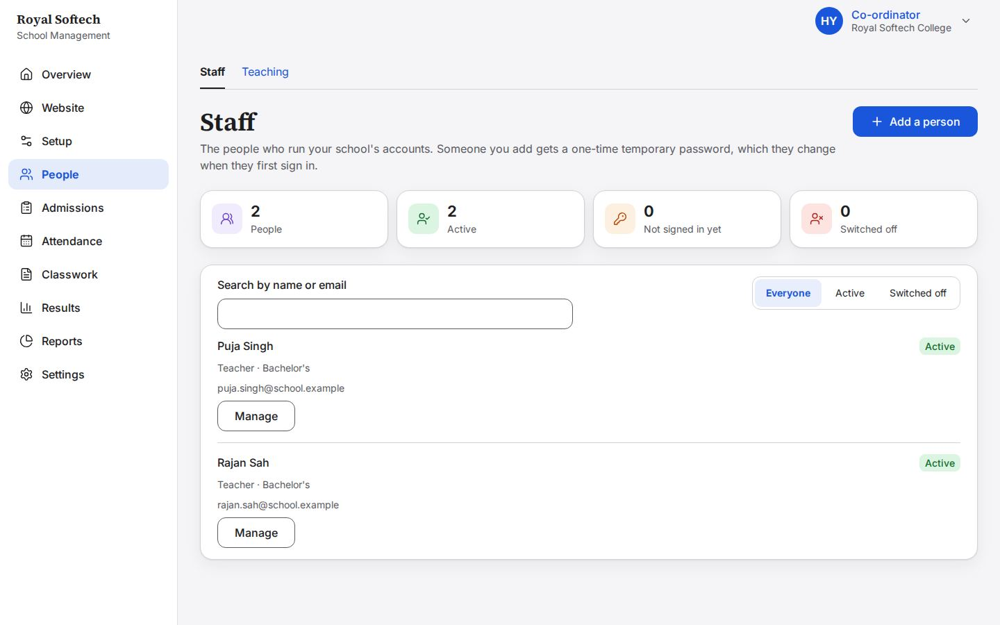 Royal Softech
School Management
Overview
Website
Setup
People
Admissions
Attendance
Classwork
Results
Reports
Settings
HY
Co-ordinator
Royal Softech College
Staff
Teaching
Staff
Add a person
The people who run your school's accounts. Someone you add gets a one-time temporary password, which they change
when they first sign in.
2
People
2
Active
0
Not signed in yet
0
Switched off
Search by name or email
Everyone
Active
Switched off
Puja Singh
Active
Teacher · Bachelor's
puja.singh@school.example
Manage
Rajan Sah
Active
Teacher · Bachelor's
rajan.sah@school.example
Manage